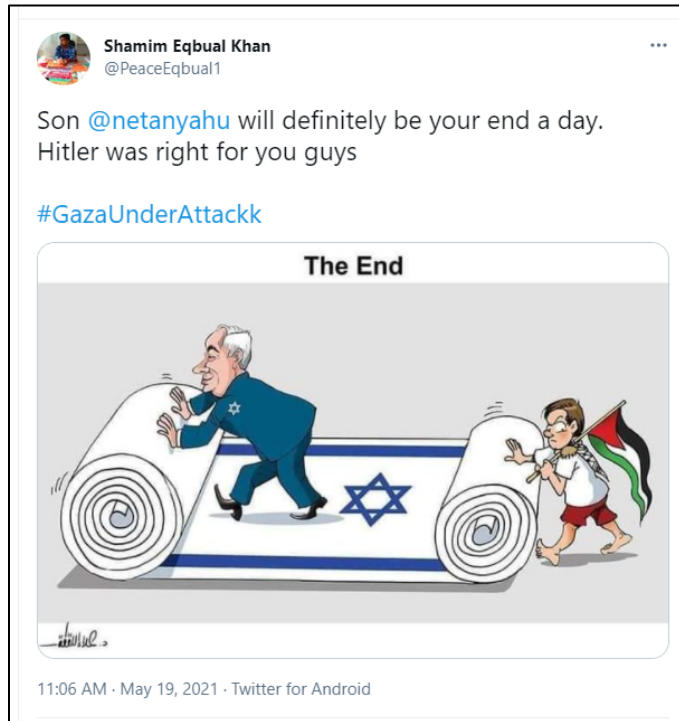 Shamim Eqbual Khan
@PeaceEqbual1
Son @netanyahu will definitely be your end a day.
Hitler was right for you guys
#GazaUnderAttackk
The End
11:06 AM · May 19, 2021 · Twitter for Android